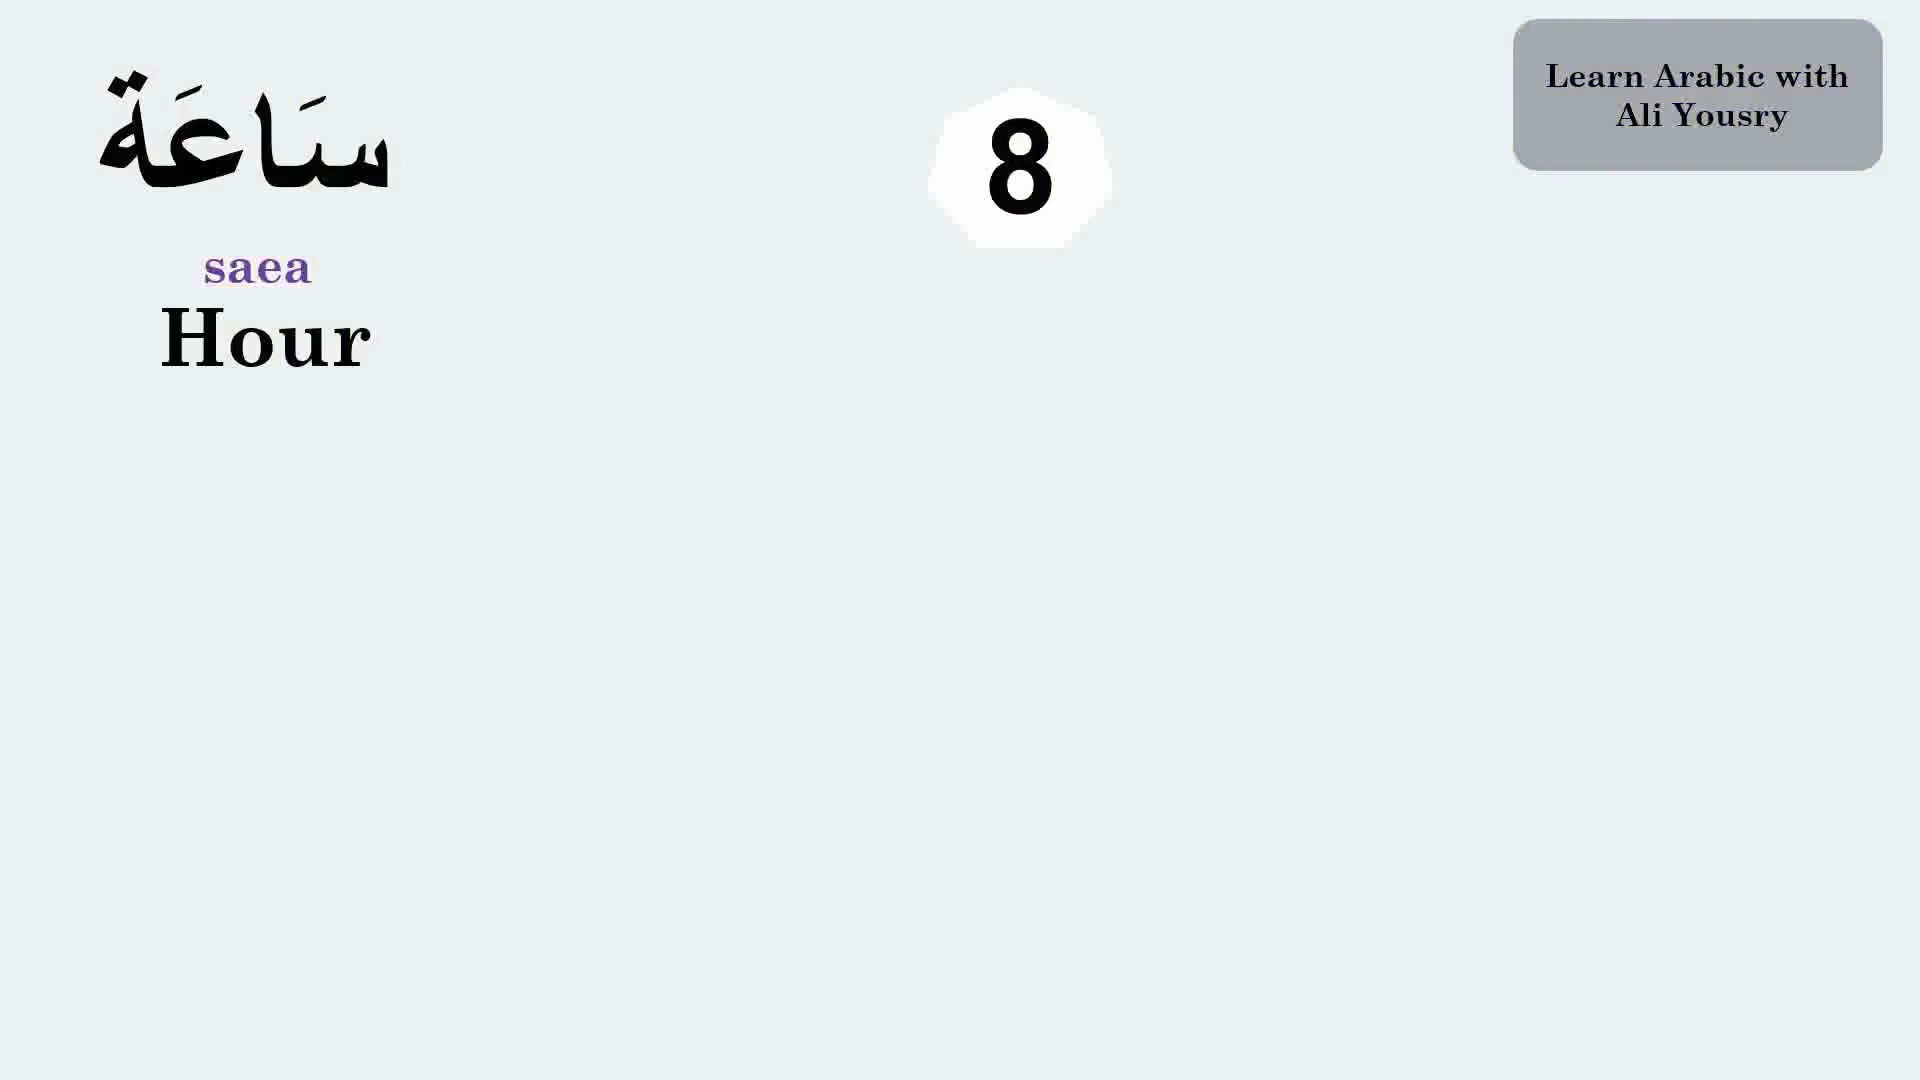 سَاعَة
saea
Hour
8
Learn Arabic with
Ali Yousry